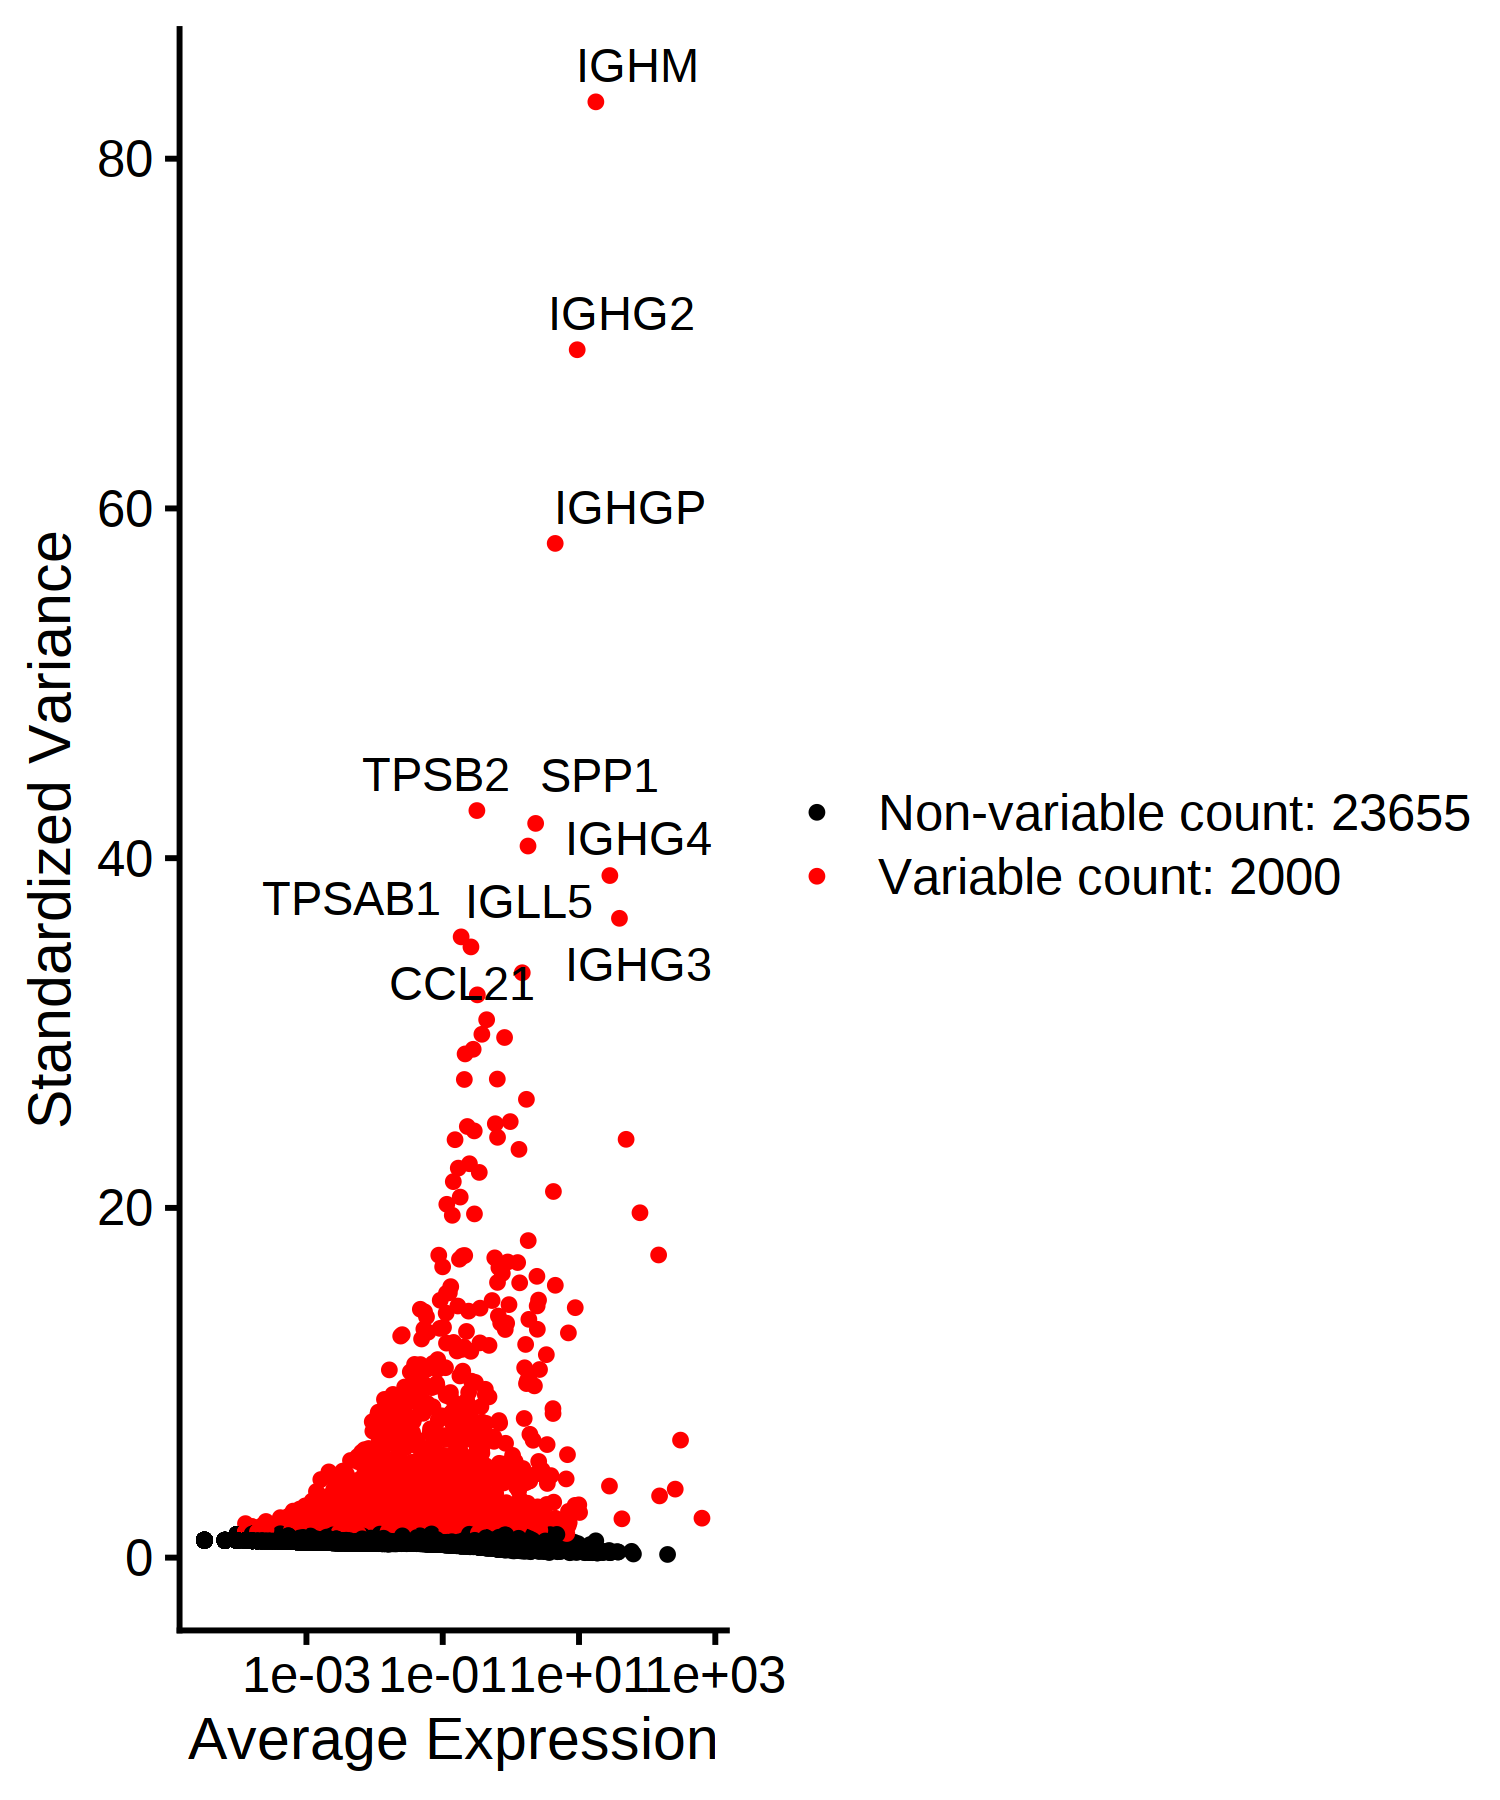 IGHM
80
IGHG2
60
IGHGP
TPSB2
SPP1
IGHG4
40
TPSAB1
IGLL5
IGHG3
CCL21
20
0
Standardized Variance
1e-03
1e-01
1e+01
1e+03
Average Expression
Non-variable count: 23655
Variable count: 2000